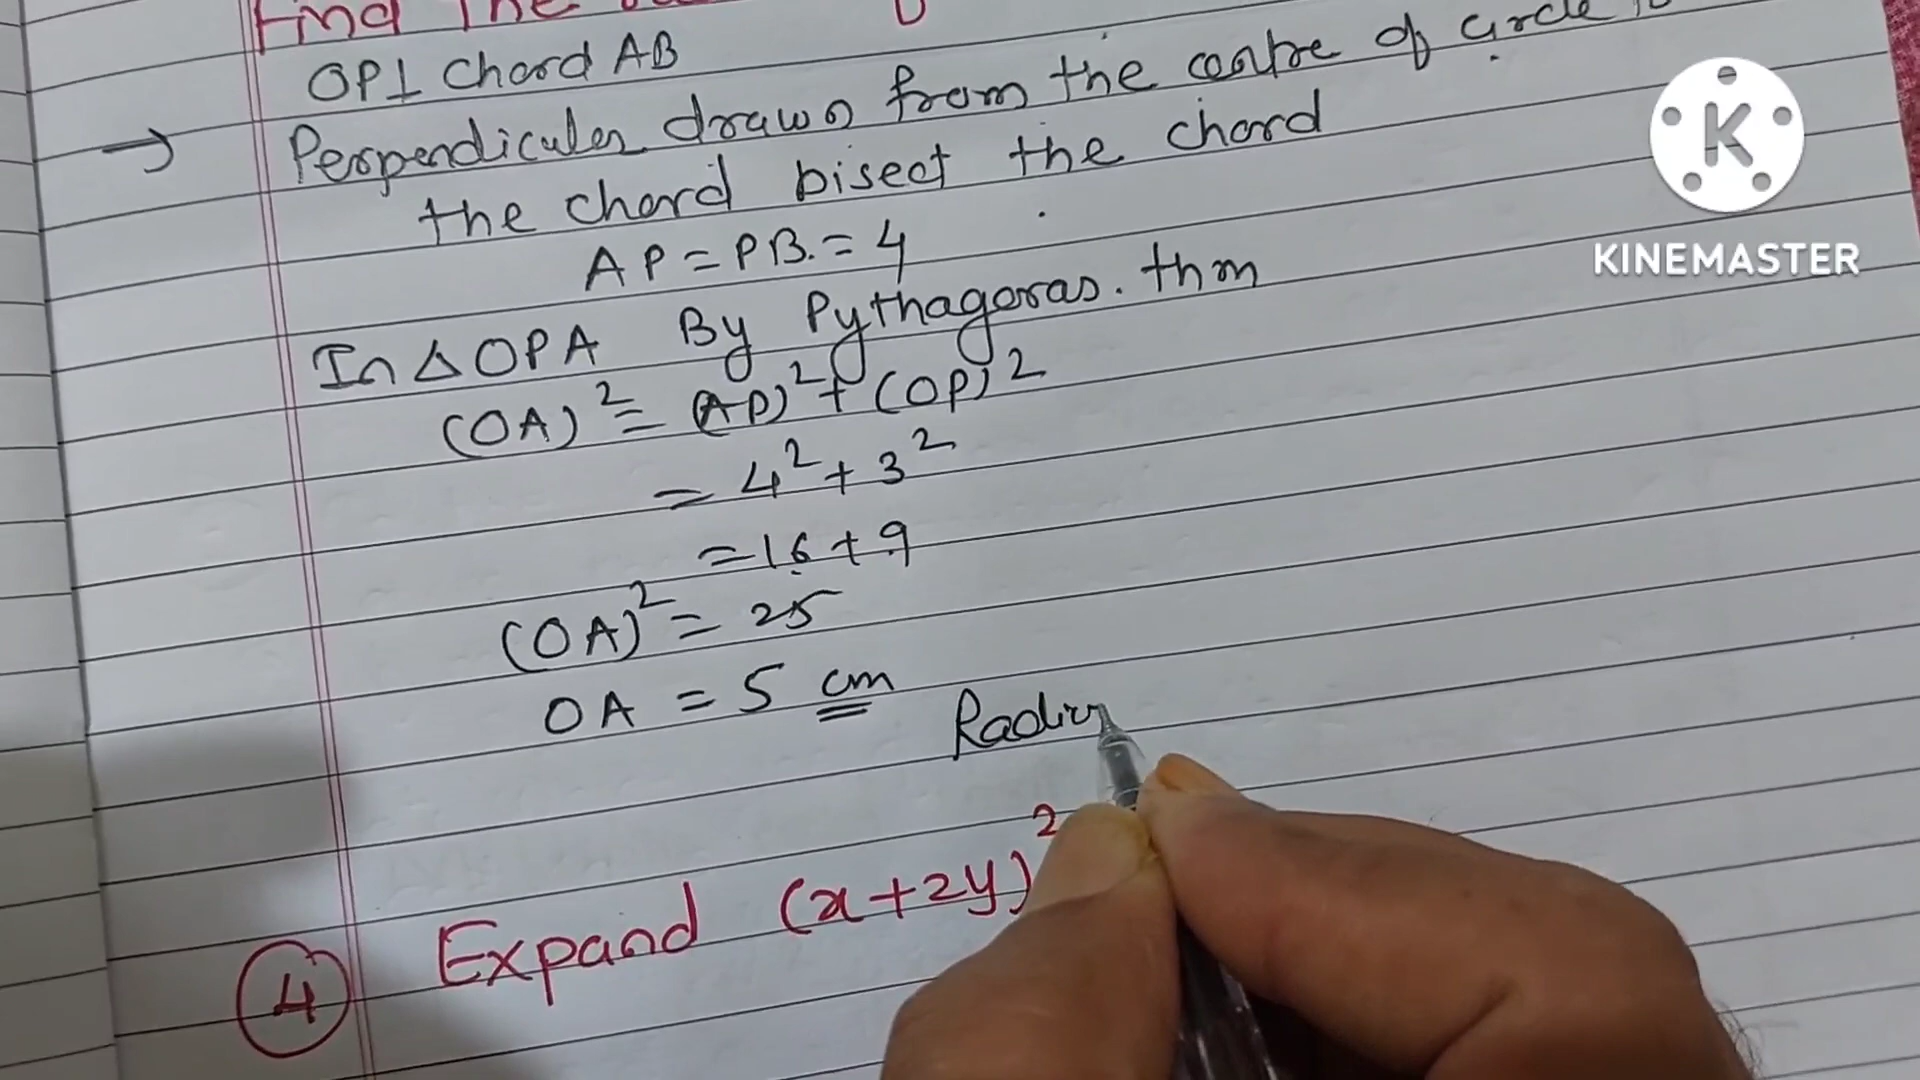 Find The
OP⊥ Chord AB
→ Perpendicular drawn from the centre of circle
the chord bisect the chord
AP = PB. = 4
In △ OPA By Pythagoras. thm
(OA)² = (AP)² + (OP)²
= 4² + 3²
= 16 + 9
(OA)² = 25
OA = 5 cm Radiu
4 Expand (x+2y)²
K
KINEMASTER